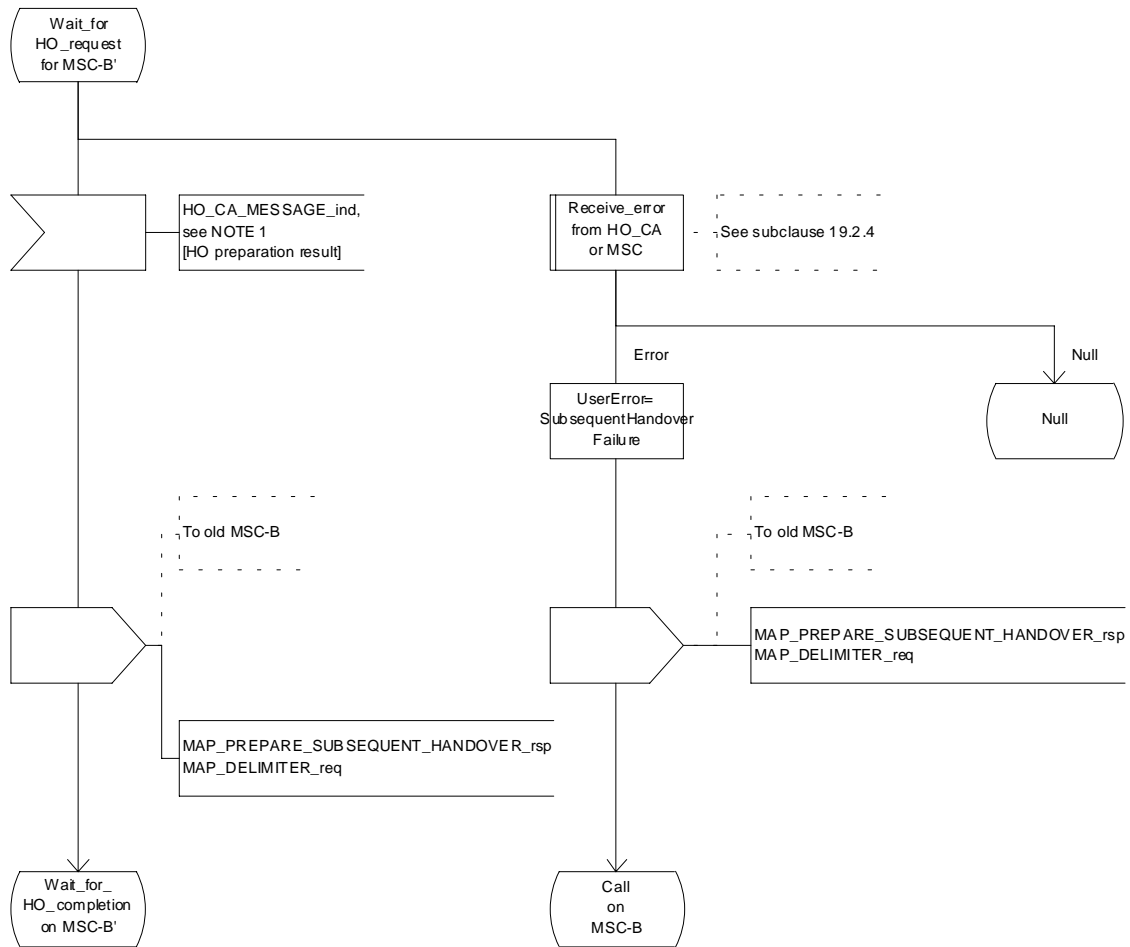 Wait_for
HO_request
for MSC-B'
HO_CA_MESSAGE_ind,
see NOTE 1
[HO preparation result]
Receive_error
from HO_CA
or MSC
See subclause 19.2.4
Error
Null
UserError=
SubsequentHandover
Failure
Null
To old MSC-B
To old MSC-B
MAP_PREPARE_SUBSEQUENT_HANDOVER_rsp
MAP_DELIMITER_req
MAP_PREPARE_SUBSEQUENT_HANDOVER_rsp
MAP_DELIMITER_req
Wait_for_
HO_completion
on MSC-B'
Call
on
MSC-B